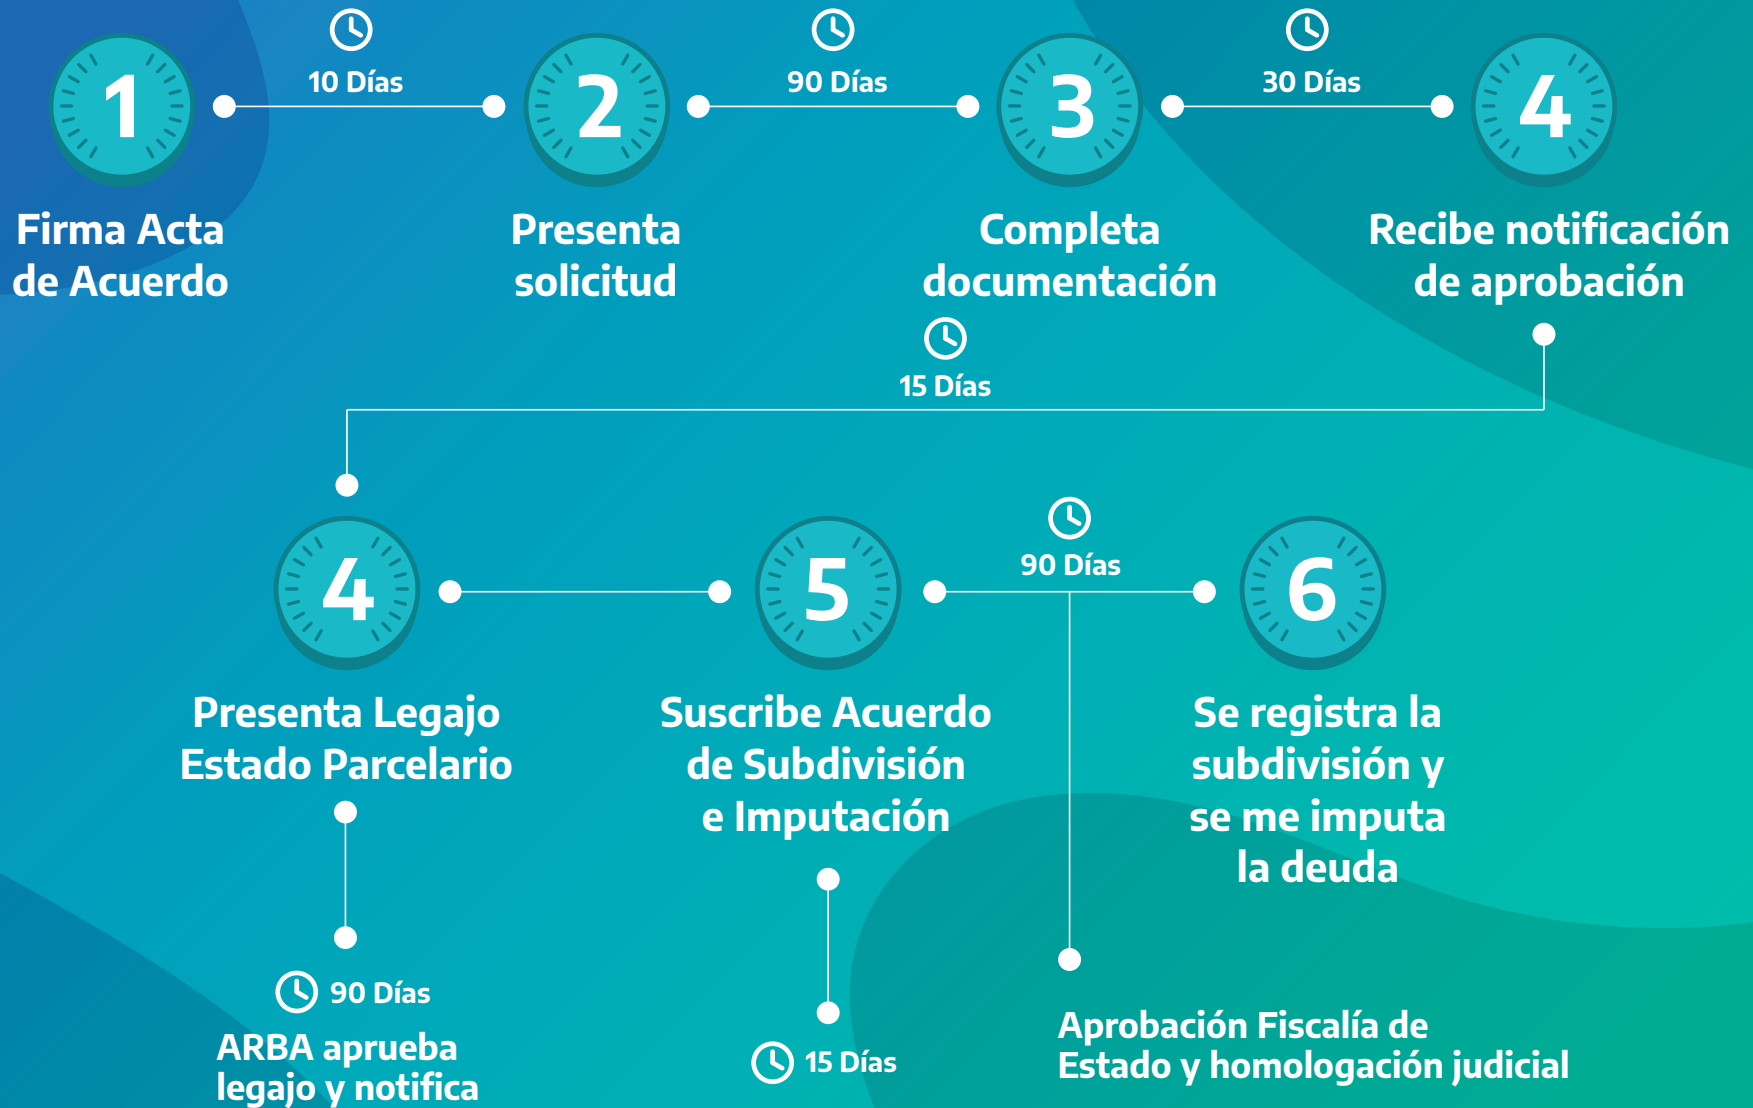 10 Días
90 Días
30 Días
1
2
3
4
Firma Acta
de Acuerdo
Presenta
solicitud
Completa
documentación
Recibe notificación
de aprobación
15 Días
4
5
90 Días
6
Presenta Legajo
Estado Parcelario
Suscribe Acuerdo
de Subdivisión
e Imputación
Se registra la
subdivisión y
se me imputa
la deuda
90 Días
ARBA aprueba
legajo y notifica
15 Días
Aprobación Fiscalía de
Estado y homologación judicial